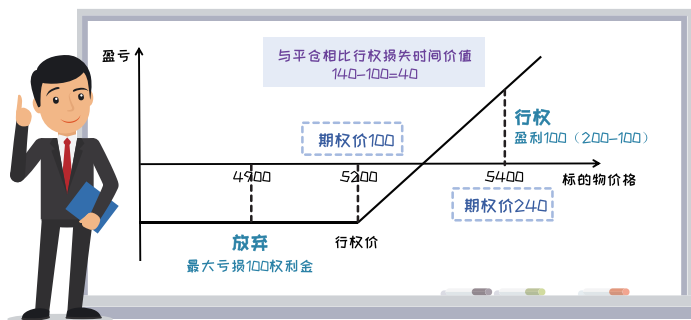 盈亏
与平仓相比行权损失时间价值
140-100=40
期权价100
行权
盈利100（200-100）
4900
5200
5400
标的物价格
期权价240
放弃
行权价
最大亏损100权利金